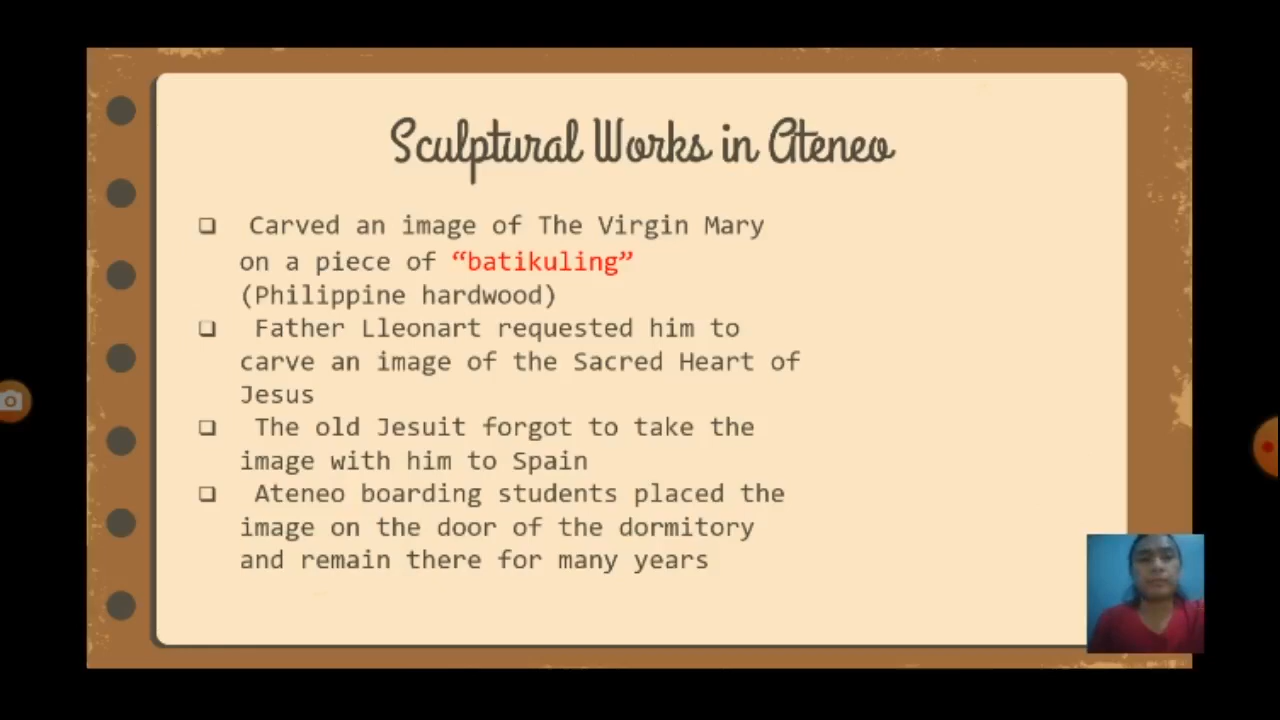 Sculptural Works in Ateneo
❑ Carved an image of The Virgin Mary
on a piece of “batikuling”
(Philippine hardwood)
❑ Father Lleonart requested him to
carve an image of the Sacred Heart of
Jesus
❑ The old Jesuit forgot to take the
image with him to Spain
❑ Ateneo boarding students placed the
image on the door of the dormitory
and remain there for many years